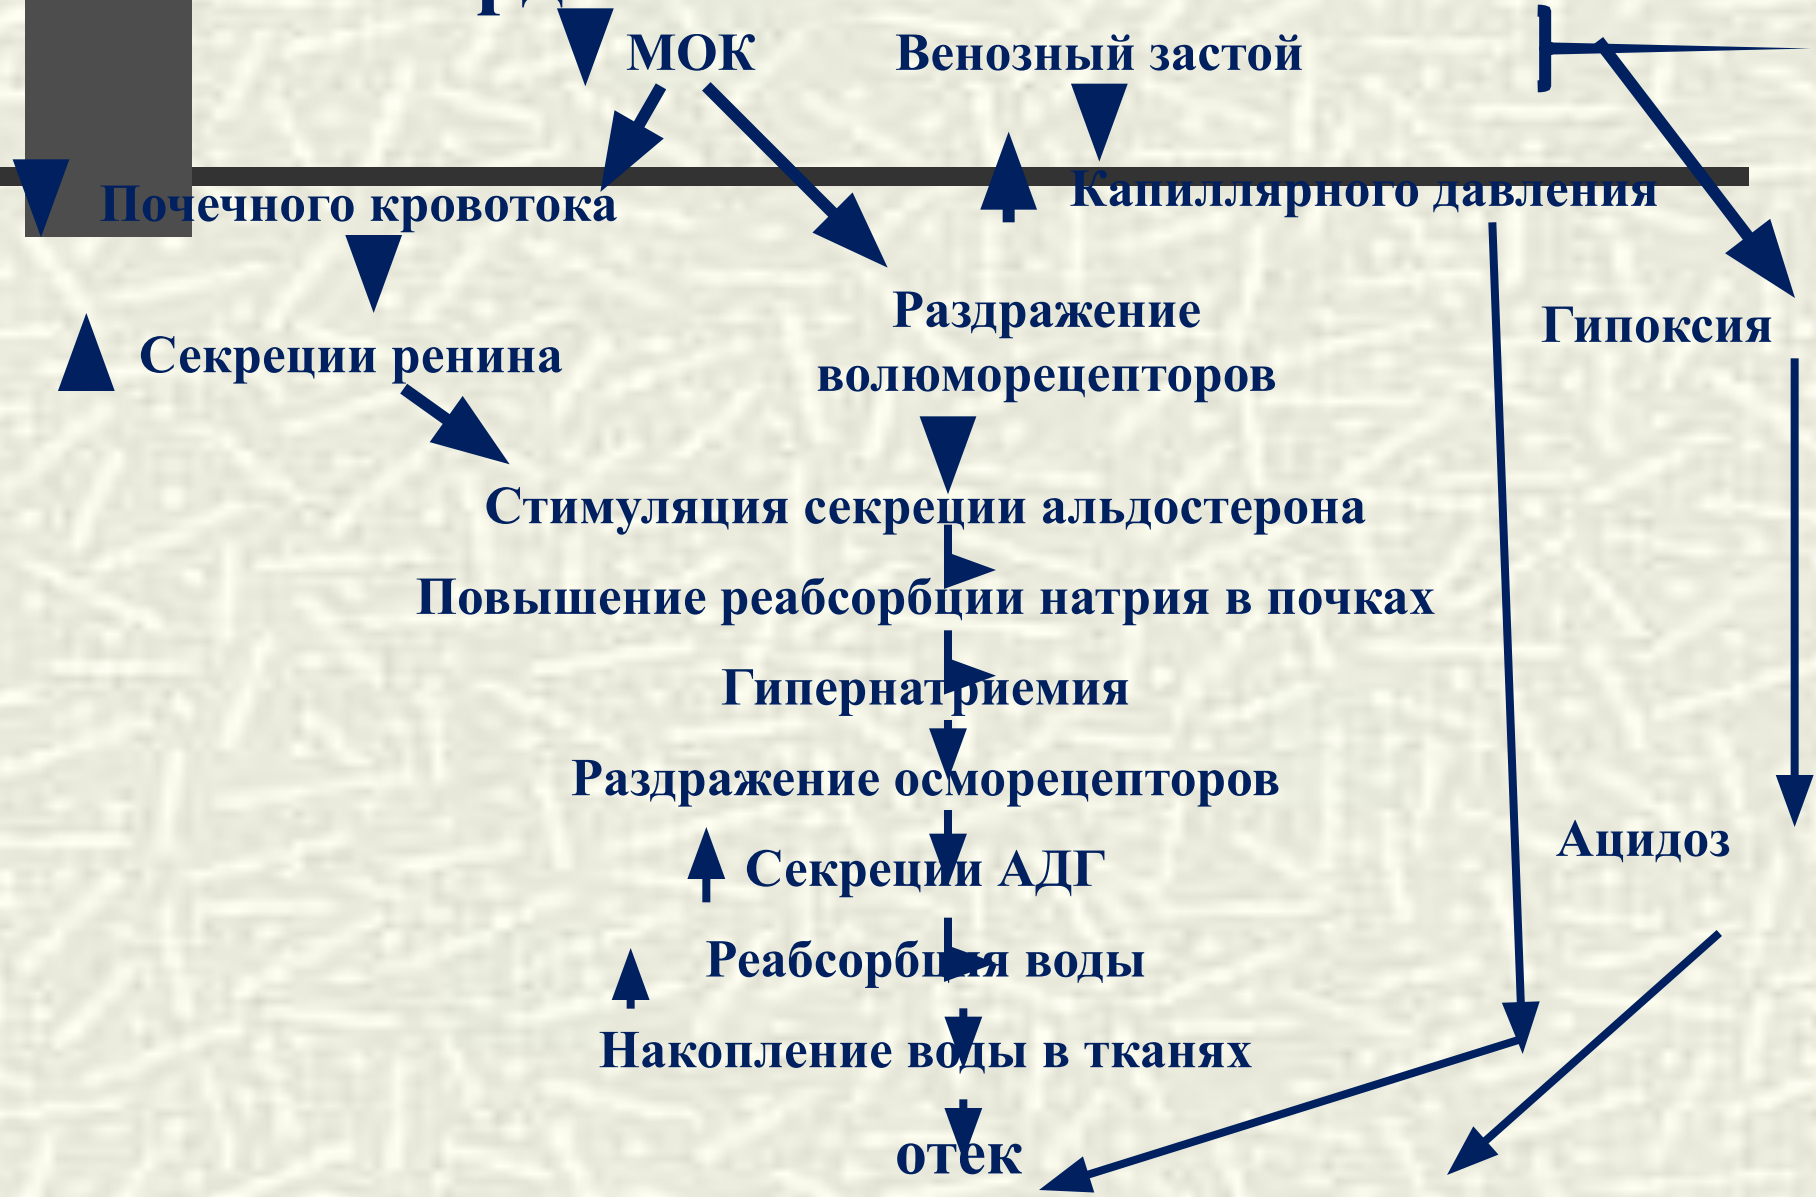 МОК
Венозный застой
Почечного кровотока
Капиллярного давления
Раздражение
волюморецепторов
Гипоксия
Секреции ренина
Стимуляция секреции альдостерона
Повышение реабсорбции натрия в почках
Гипернатриемия
Раздражение осморецепторов
Ацидоз
Секреции АДГ
Реабсорбция воды
Накопление воды в тканях
отек